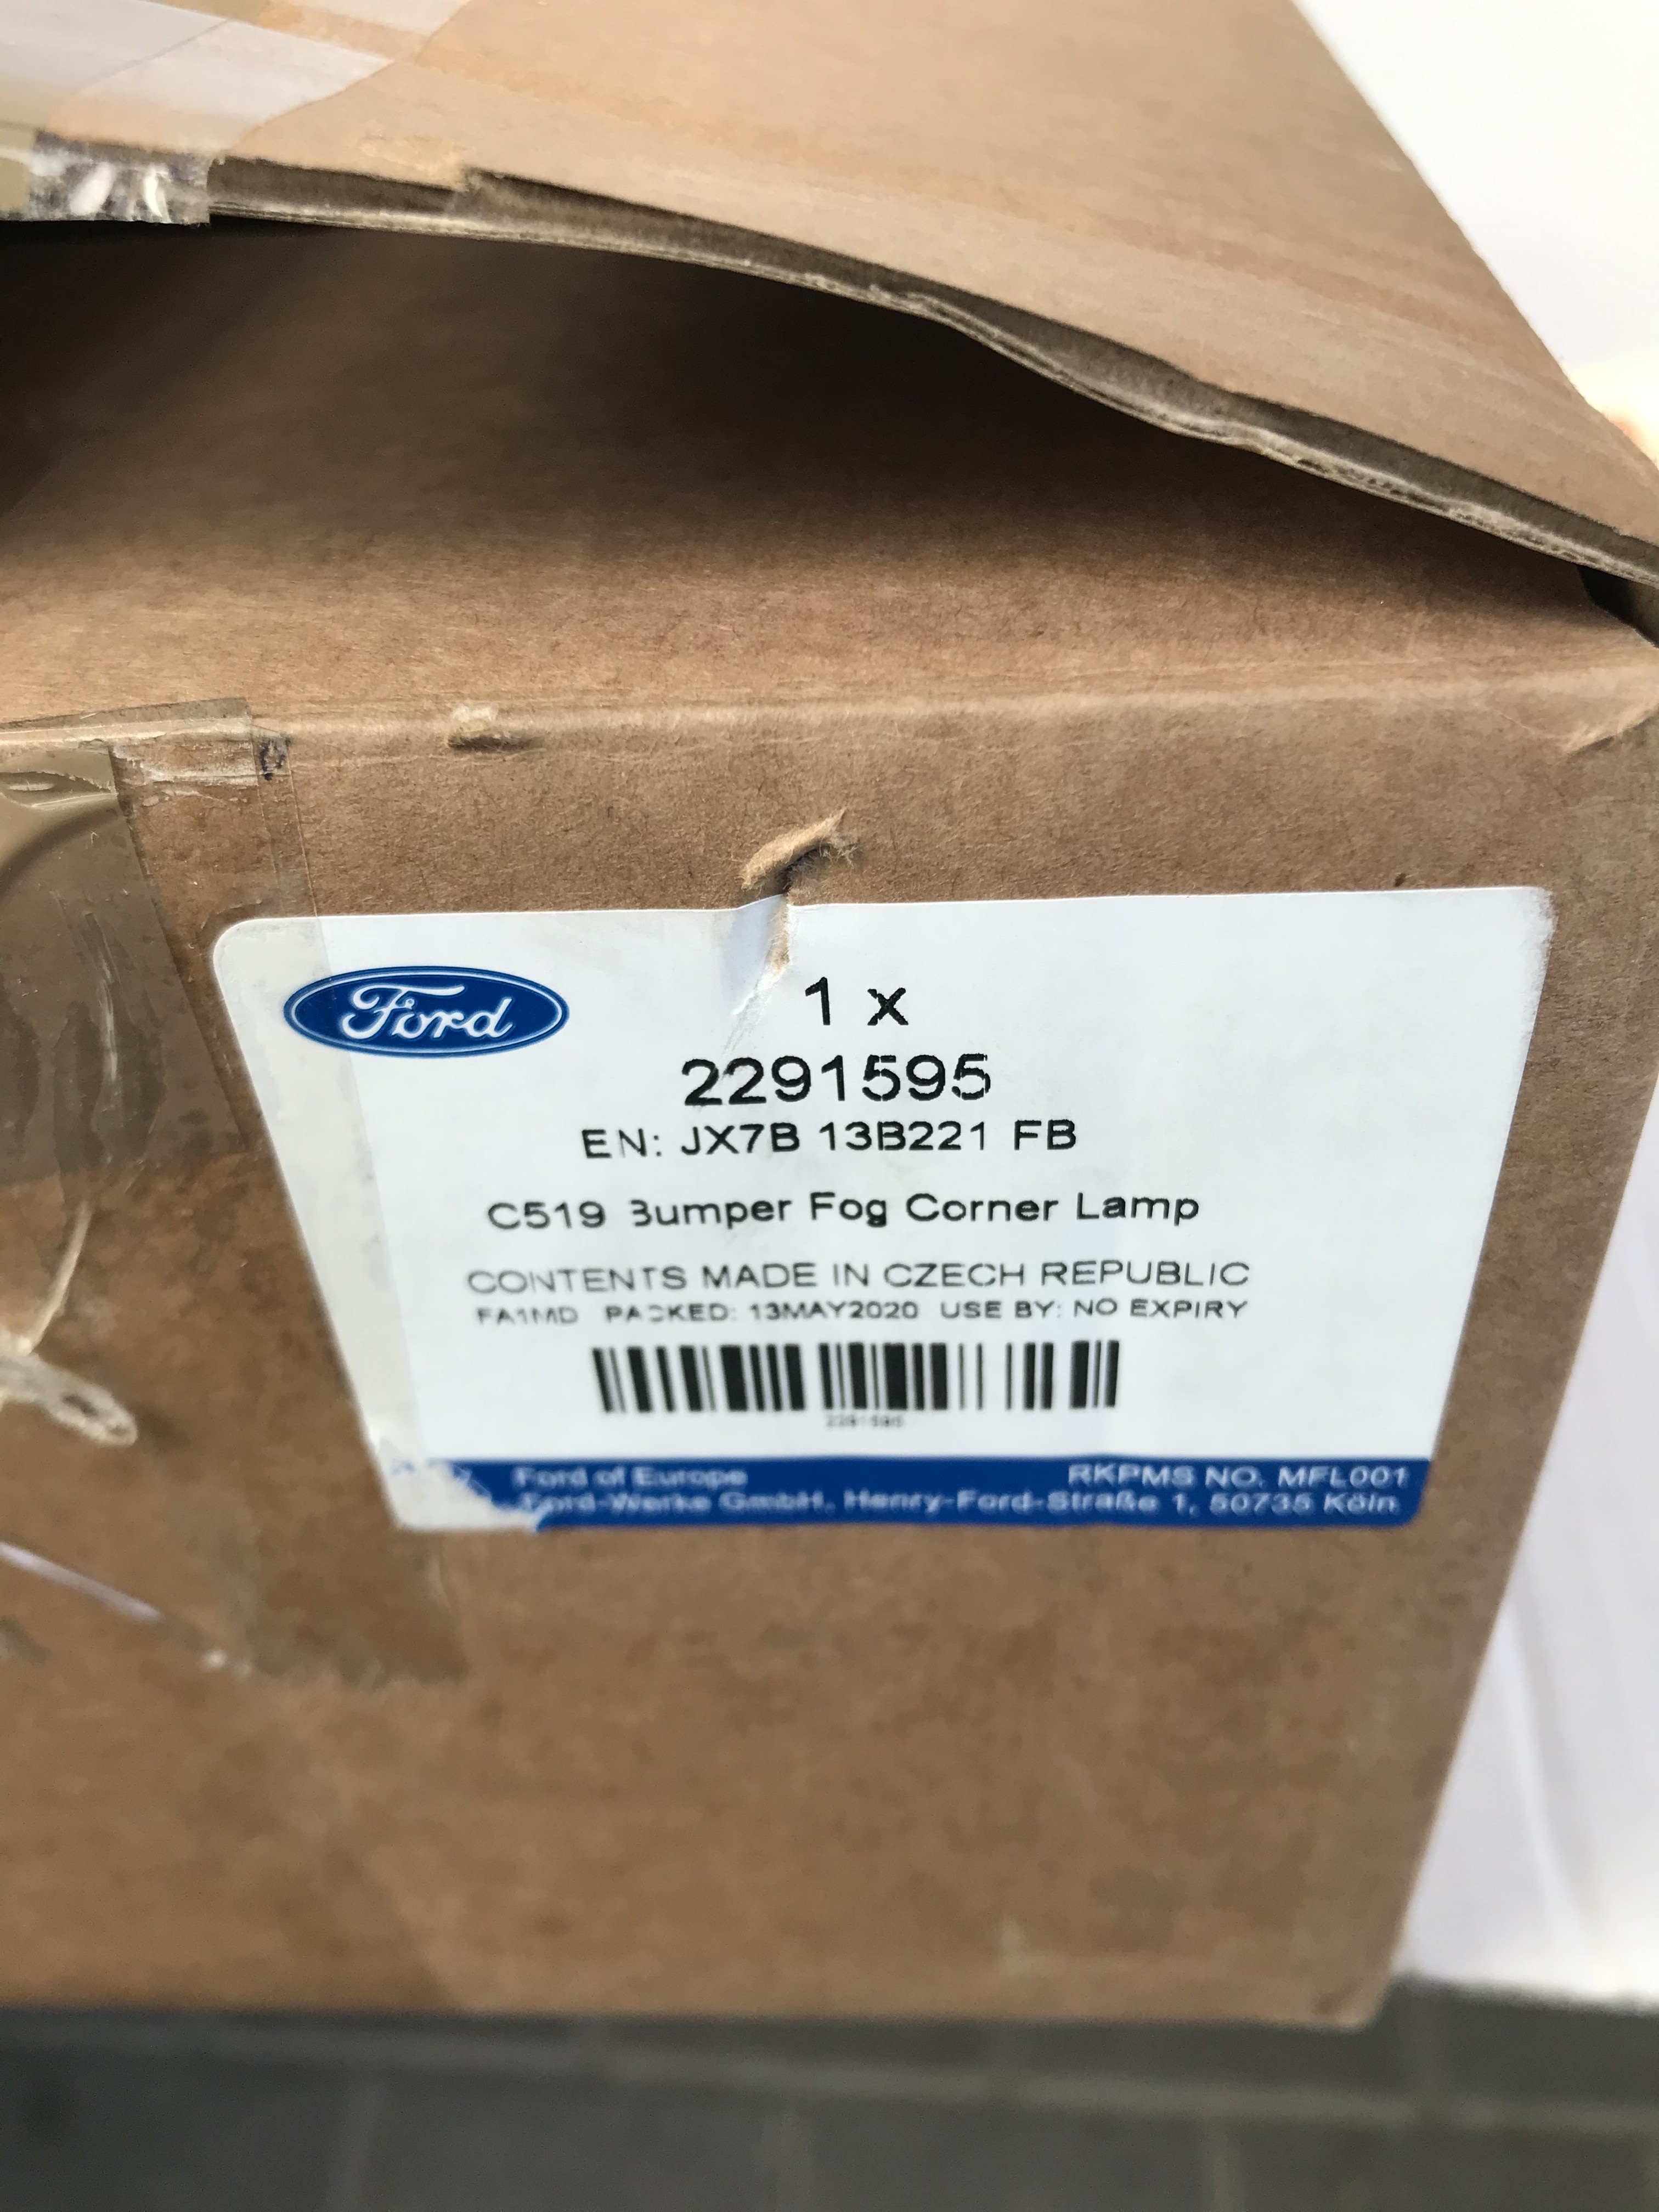 Ford
1 x
2291595
EN: JX7B 13B221 FB
C519 Bumper Fog Corner Lamp
CONTENTS MADE IN CZECH REPUBLIC
FA1MD PACKED: 13MAY2020 USE BY: NO EXPIRY
2291595
Ford of Europe RKPMS NO. MFL001
Ford-Werke GmbH, Henry-Ford-Straße 1, 50735 Köln